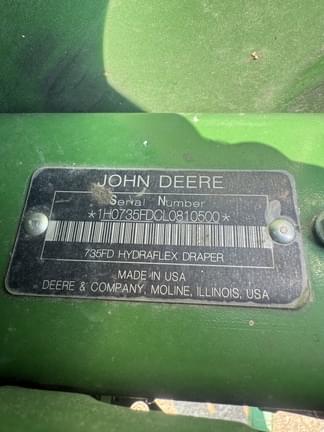 JOHN DEERE
Serial Number
*1H0735FDCL0810500*
735FD HYDRAFLEX DRAPER
MADE IN USA
DEERE & COMPANY, MOLINE, ILLINOIS, USA